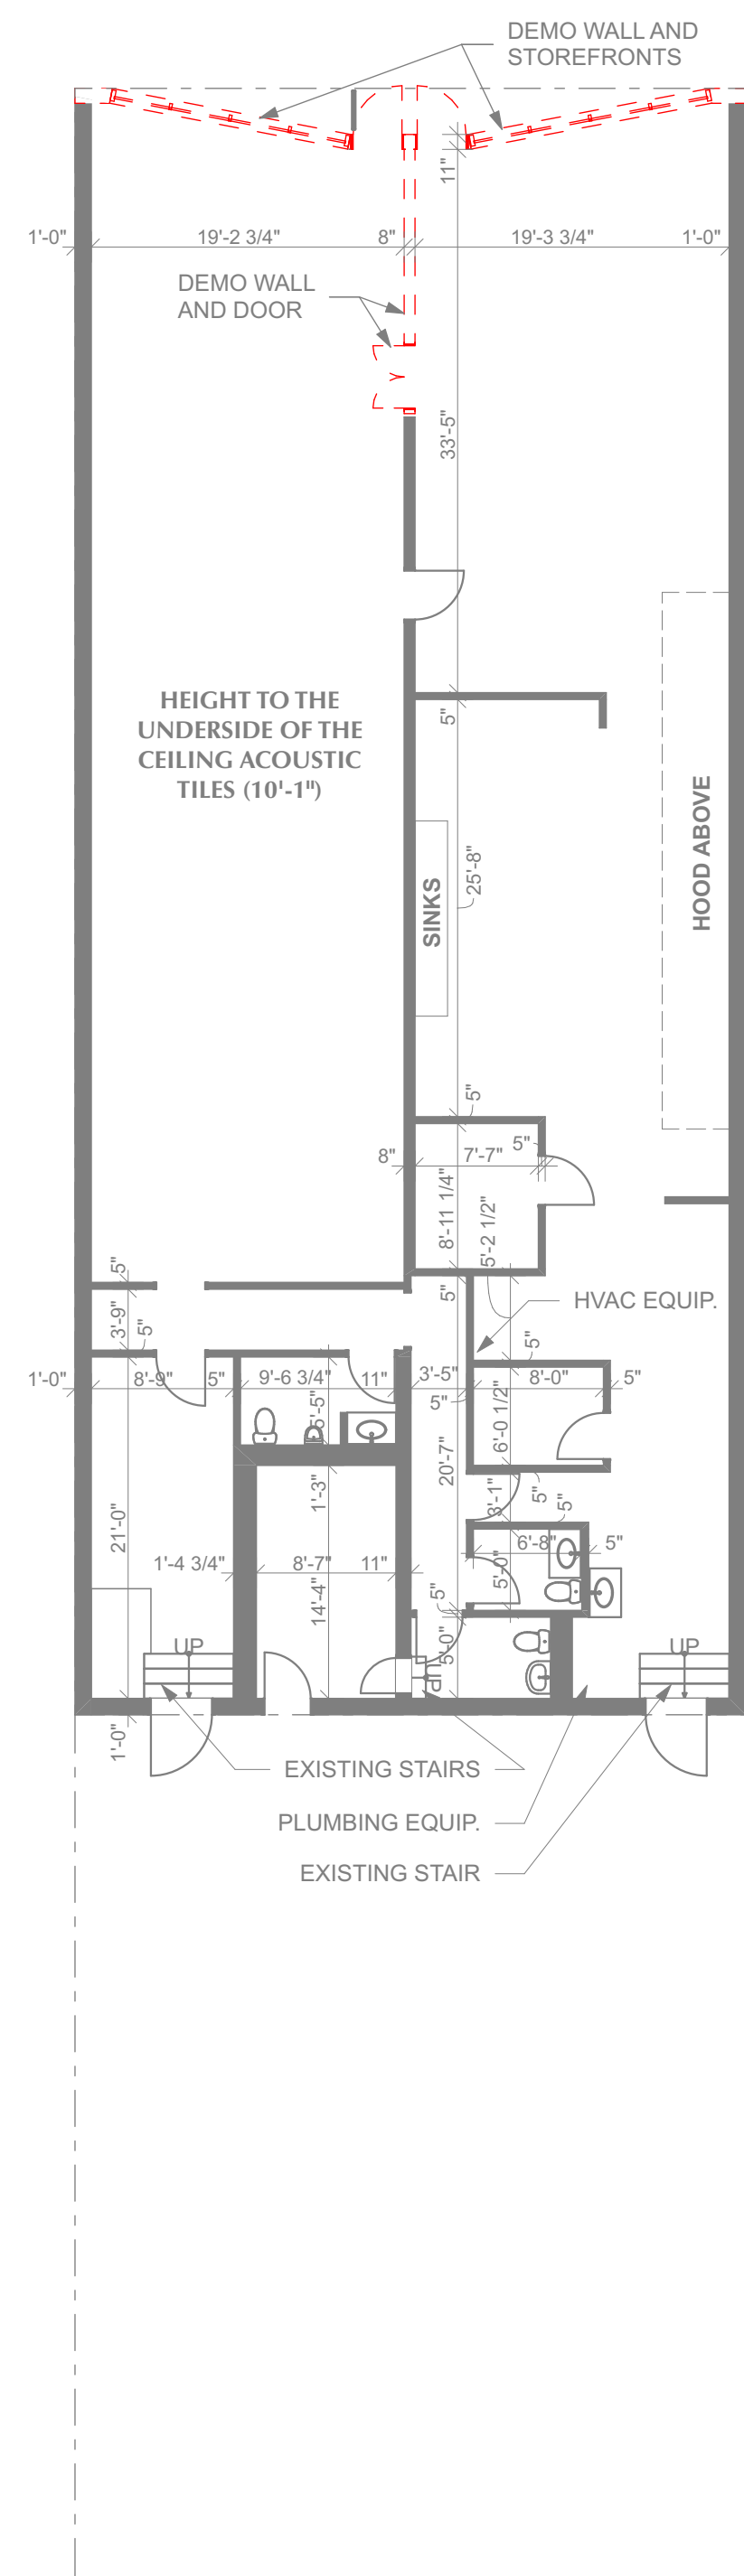 DEMO WALL AND
STOREFRONTS
11"
1'-0"
19'-2 3/4"
8"
19'-3 3/4"
1'-0"
DEMO WALL
AND DOOR
33'-5"
HEIGHT TO THE
UNDERSIDE OF THE
CEILING ACOUSTIC
TILES (10'-1")
5"
SINKS
25'-8"
HOOD ABOVE
5"
8"
7'-7"
5"
8'-11 1/4"
5'-2 1/2"
5"
3'-9"
5"
5"
HVAC EQUIP.
5"
1'-0"
8'-9"
5"
9'-6 3/4"
11"
3'-5"
5"
8'-0"
5"
5'-5"
6'-0 1/2"
20'-7"
1'-3"
3'-1"
5"
5"
21'-0"
1'-4 3/4"
8'-7"
11"
6'-8"
5"
14'-4"
5'-0"
5"
5'-0"
UP
UP
UP
1'-0"
EXISTING STAIRS
PLUMBING EQUIP.
EXISTING STAIR